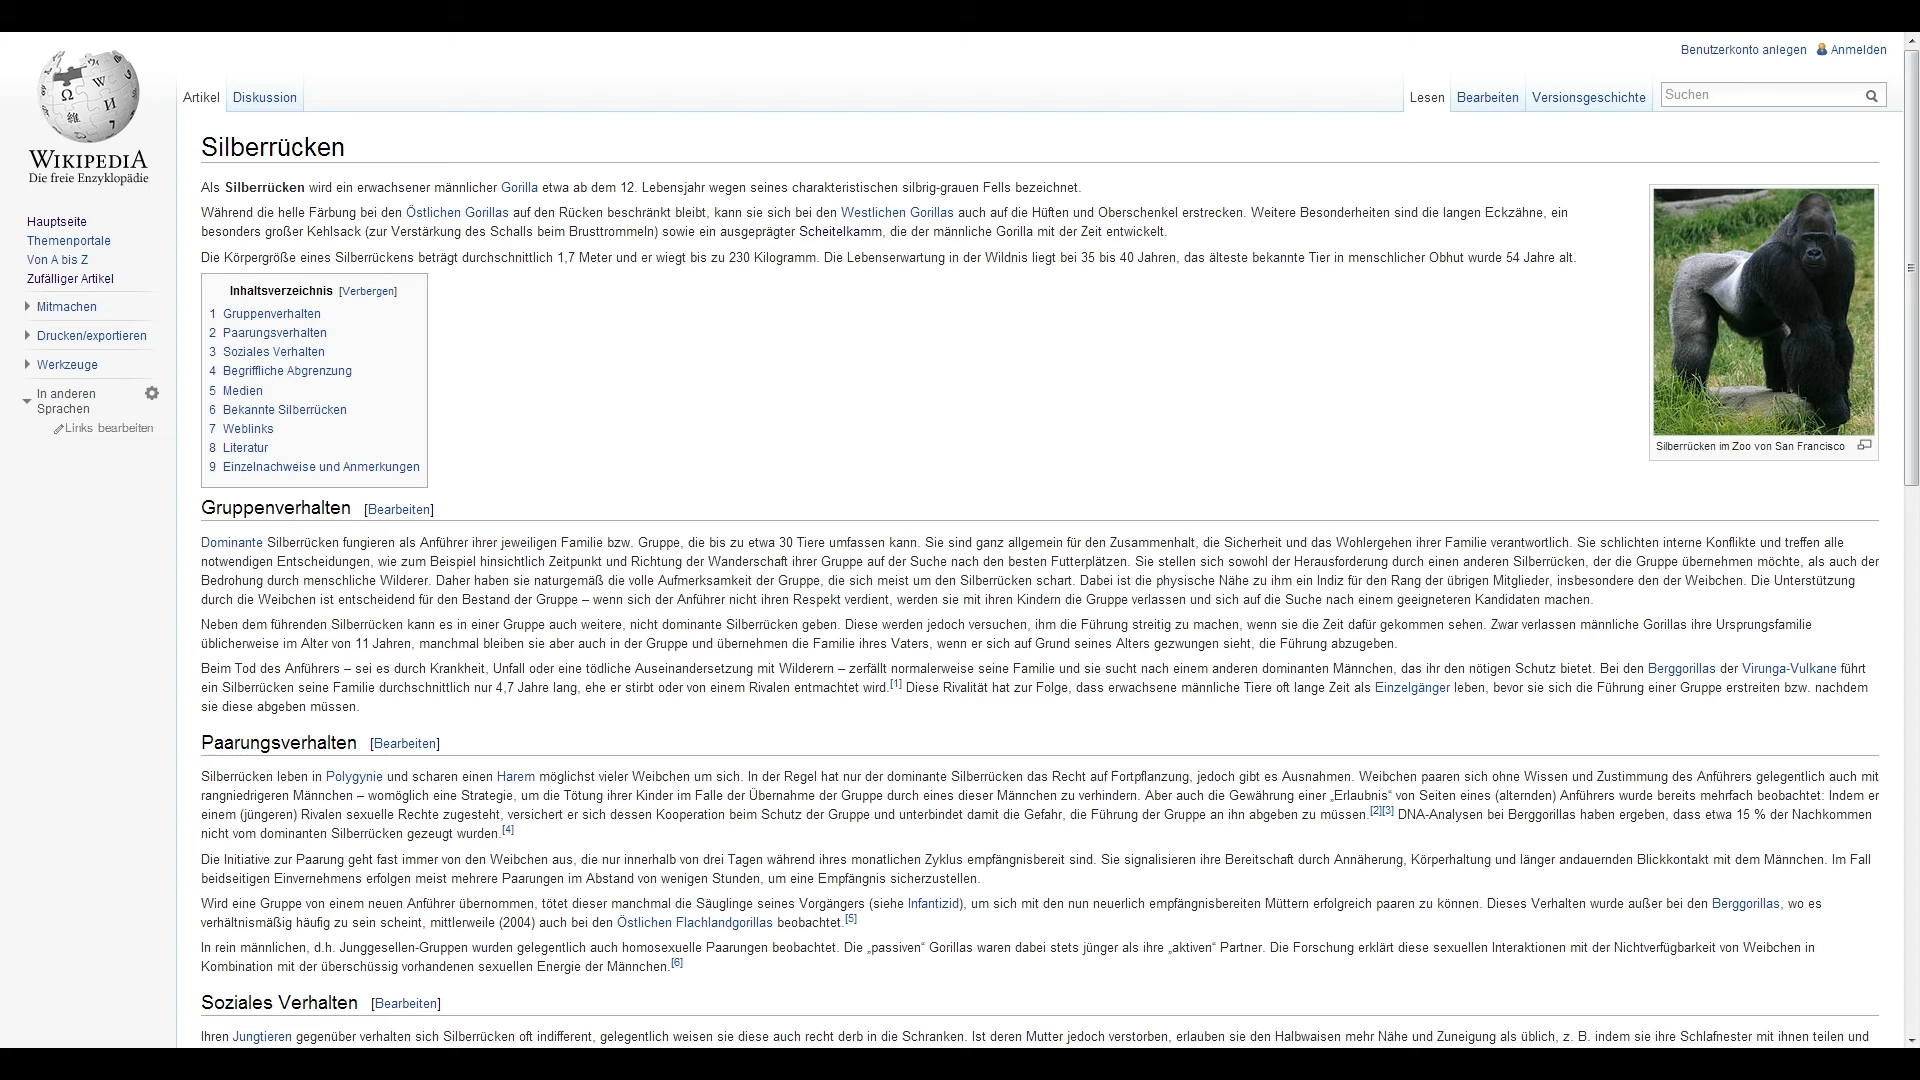 Benutzerkonto anlegen Anmelden
Artikel Diskussion Lesen Bearbeiten Versionsgeschichte Suchen
WIKIPEDIA
Die freie Enzyklopädie
Hauptseite
Themenportale
Von A bis Z
Zufälliger Artikel
Mitmachen
Drucken/exportieren
Werkzeuge
In anderen
Sprachen
Links bearbeiten
Silberrücken
Als Silberrücken wird ein erwachsener männlicher Gorilla etwa ab dem 12. Lebensjahr wegen seines charakteristischen silbrig-grauen Fells bezeichnet.
Während die helle Färbung bei den Östlichen Gorillas auf den Rücken beschränkt bleibt, kann sie sich bei den Westlichen Gorillas auch auf die Hüften und Oberschenkel erstrecken. Weitere Besonderheiten sind die langen Eckzähne, ein
besonders großer Kehlsack (zur Verstärkung des Schalls beim Brusttrommeln) sowie ein ausgeprägter Scheitelkamm, die der männliche Gorilla mit der Zeit entwickelt.
Die Körpergröße eines Silberrückens beträgt durchschnittlich 1,7 Meter und er wiegt bis zu 230 Kilogramm. Die Lebenserwartung in der Wildnis liegt bei 35 bis 40 Jahren, das älteste bekannte Tier in menschlicher Obhut wurde 54 Jahre alt.
Silberrücken im Zoo von San Francisco
Inhaltsverzeichnis [Verbergen]
1 Gruppenverhalten
2 Paarungsverhalten
3 Soziales Verhalten
4 Begriffliche Abgrenzung
5 Medien
6 Bekannte Silberrücken
7 Weblinks
8 Literatur
9 Einzelnachweise und Anmerkungen
Gruppenverhalten [Bearbeiten]
Dominante Silberrücken fungieren als Anführer ihrer jeweiligen Familie bzw. Gruppe, die bis zu etwa 30 Tiere umfassen kann. Sie sind ganz allgemein für den Zusammenhalt, die Sicherheit und das Wohlergehen ihrer Familie verantwortlich. Sie schlichten interne Konflikte und treffen alle
notwendigen Entscheidungen, wie zum Beispiel hinsichtlich Zeitpunkt und Richtung der Wanderschaft ihrer Gruppe auf der Suche nach den besten Futterplätzen. Sie stellen sich sowohl der Herausforderung durch einen anderen Silberrücken, der die Gruppe übernehmen möchte, als auch der
Bedrohung durch menschliche Wilderer. Daher haben sie naturgemäß die volle Aufmerksamkeit der Gruppe, die sich meist um den Silberrücken schart. Dabei ist die physische Nähe zu ihm ein Indiz für den Rang der übrigen Mitglieder, insbesondere den der Weibchen. Die Unterstützung
durch die Weibchen ist entscheidend für den Bestand der Gruppe – wenn sich der Anführer nicht ihren Respekt verdient, werden sie mit ihren Kindern die Gruppe verlassen und sich auf die Suche nach einem geeigneteren Kandidaten machen.
Neben dem führenden Silberrücken kann es in einer Gruppe auch weitere, nicht dominante Silberrücken geben. Diese werden jedoch versuchen, ihm die Führung streitig zu machen, wenn sie die Zeit dafür gekommen sehen. Zwar verlassen männliche Gorillas ihre Ursprungsfamilie
üblicherweise im Alter von 11 Jahren, manchmal bleiben sie aber auch in der Gruppe und übernehmen die Familie ihres Vaters, wenn er sich auf Grund seines Alters gezwungen sieht, die Führung abzugeben.
Beim Tod des Anführers – sei es durch Krankheit, Unfall oder eine tödliche Auseinandersetzung mit Wilderern – zerfällt normalerweise seine Familie und sie sucht nach einem anderen dominanten Männchen, das ihr den nötigen Schutz bietet. Bei den Berggorillas der Virunga-Vulkane führt
ein Silberrücken seine Familie durchschnittlich nur 4,7 Jahre lang, ehe er stirbt oder von einem Rivalen entmachtet wird.[1] Diese Rivalität hat zur Folge, dass erwachsene männliche Tiere oft lange Zeit als Einzelgänger leben, bevor sie sich die Führung einer Gruppe erstreiten bzw. nachdem
sie diese abgeben müssen.
Paarungsverhalten [Bearbeiten]
Silberrücken leben in Polygynie und scharen einen Harem möglichst vieler Weibchen um sich. In der Regel hat nur der dominante Silberrücken das Recht auf Fortpflanzung, jedoch gibt es Ausnahmen. Weibchen paaren sich ohne Wissen und Zustimmung des Anführers gelegentlich auch mit
rangniedrigeren Männchen – womöglich eine Strategie, um die Tötung ihrer Kinder im Falle der Übernahme der Gruppe durch eines dieser Männchen zu verhindern. Aber auch die Gewährung einer „Erlaubnis“ von Seiten eines (alternden) Anführers wurde bereits mehrfach beobachtet: Indem er
einem (jüngeren) Rivalen sexuelle Rechte zugesteht, versichert er sich dessen Kooperation beim Schutz der Gruppe und unterbindet damit die Gefahr, die Führung der Gruppe an ihn abgeben zu müssen.[2][3] DNA-Analysen bei Berggorillas haben ergeben, dass etwa 15 % der Nachkommen
nicht vom dominanten Silberrücken gezeugt wurden.[4]
Die Initiative zur Paarung geht fast immer von den Weibchen aus, die nur innerhalb von drei Tagen während ihres monatlichen Zyklus empfängnisbereit sind. Sie signalisieren ihre Bereitschaft durch Annäherung, Körperhaltung und länger andauernden Blickkontakt mit dem Männchen. Im Fall
beidseitigen Einvernehmens erfolgen meist mehrere Paarungen im Abstand von wenigen Stunden, um eine Empfängnis sicherzustellen.
Wird eine Gruppe von einem neuen Anführer übernommen, tötet dieser manchmal die Säuglinge seines Vorgängers (siehe Infantizid), um sich mit den nun neuerlich empfängnisbereiten Müttern erfolgreich paaren zu können. Dieses Verhalten wurde außer bei den Berggorillas, wo es
verhältnismäßig häufig zu sein scheint, mittlerweile (2004) auch bei den Östlichen Flachlandgorillas beobachtet.[5]
In rein männlichen, d.h. Junggesellen-Gruppen wurden gelegentlich auch homosexuelle Paarungen beobachtet. Die „passiven“ Gorillas waren dabei stets jünger als ihre „aktiven“ Partner. Die Forschung erklärt diese sexuellen Interaktionen mit der Nichtverfügbarkeit von Weibchen in
Kombination mit der überschüssig vorhandenen sexuellen Energie der Männchen.[6]
Soziales Verhalten [Bearbeiten]
Ihren Jungtieren gegenüber verhalten sich Silberrücken oft indifferent, gelegentlich weisen sie diese auch recht derb in die Schranken. Ist deren Mutter jedoch verstorben, erlauben sie den Halbwaisen mehr Nähe und Zuneigung als üblich, z. B. indem sie ihre Schlafnester mit ihnen teilen und